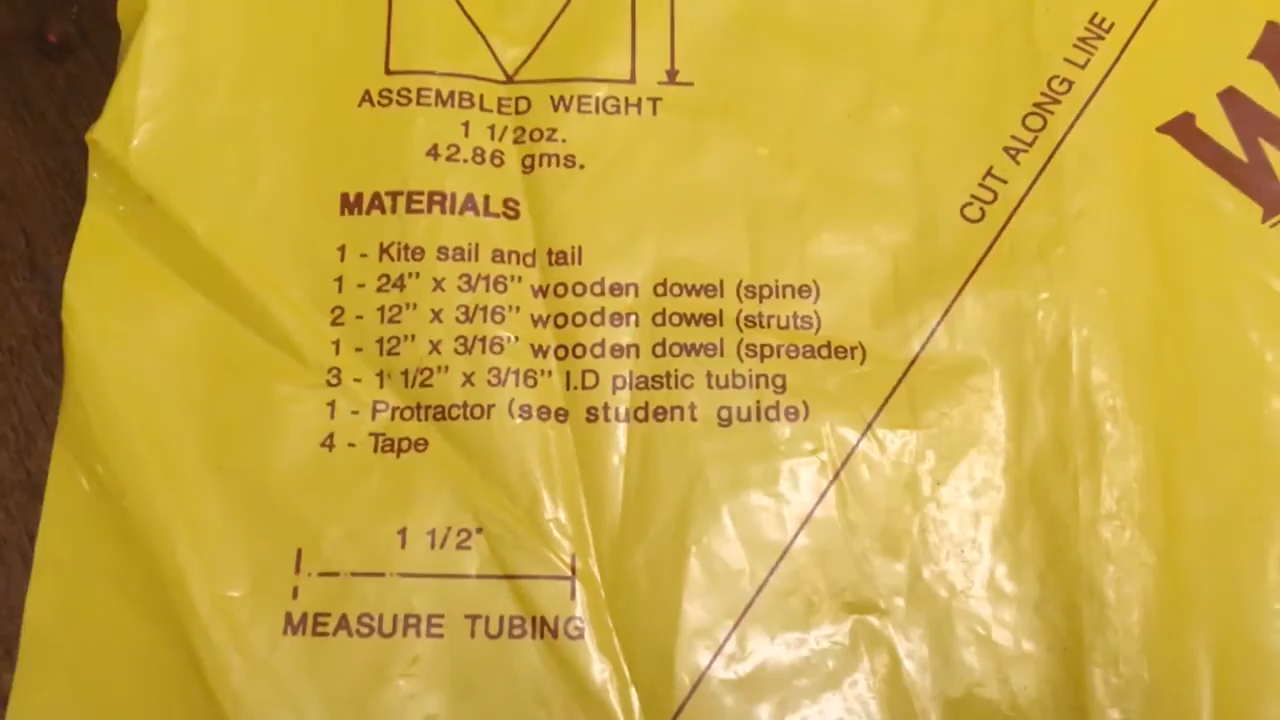 ASSEMBLED WEIGHT
1 1/2oz.
42.86 gms.
MATERIALS
1 - Kite sail and tail
1 - 24" x 3/16" wooden dowel (spine)
2 - 12" x 3/16" wooden dowel (struts)
1 - 12" x 3/16" wooden dowel (spreader)
3 - 1 1/2" x 3/16" I.D plastic tubing
1 - Protractor (see student guide)
4 - Tape
1 1/2"
MEASURE TUBING
CUT ALONG LINE